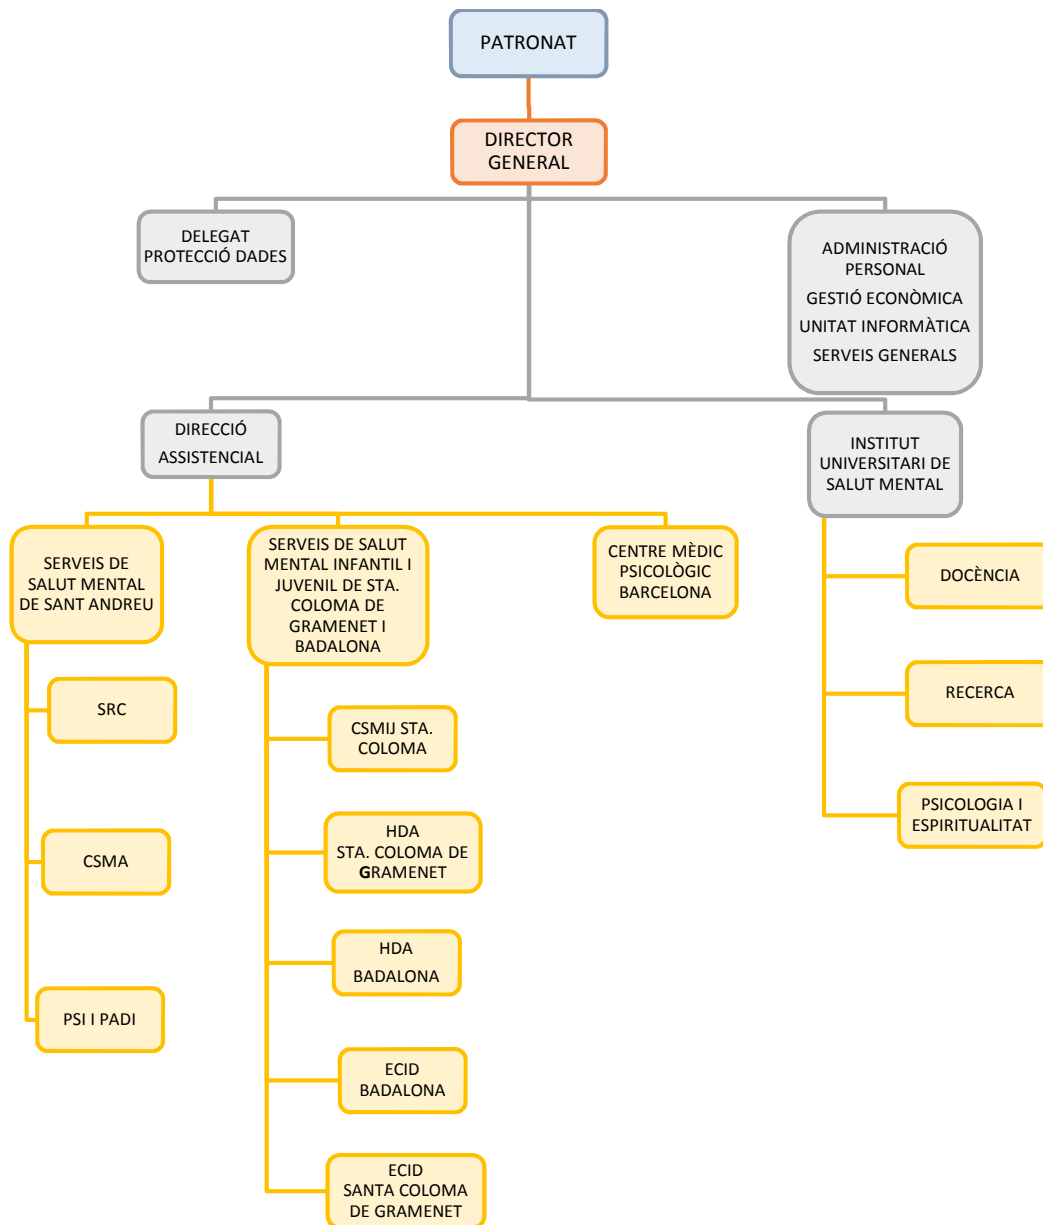 PATRONAT
DIRECTOR
GENERAL
DELEGAT
PROTECCIÓ DADES
ADMINISTRACIÓ
PERSONAL
GESTIÓ ECONÒMICA
UNITAT INFORMÀTICA
SERVEIS GENERALS
DIRECCIÓ
ASSISTENCIAL
INSTITUT
UNIVERSITARI DE
SALUT MENTAL
SERVEIS DE
SALUT MENTAL
DE SANT ANDREU
SERVEIS DE SALUT
MENTAL INFANTIL I
JUVENIL DE STA.
COLOMA DE
GRAMENET I
BADALONA
CENTRE MÈDIC
PSICOLÒGIC
BARCELONA
SRC
CSMA
PSI I PADI
CSMIJ STA.
COLOMA
HDA
STA. COLOMA DE
GRAMENET
HDA
BADALONA
ECID
BADALONA
ECID
SANTA COLOMA
DE GRAMENET
DOCÈNCIA
RECERCA
PSICOLOGIA I
ESPIRITUALITAT